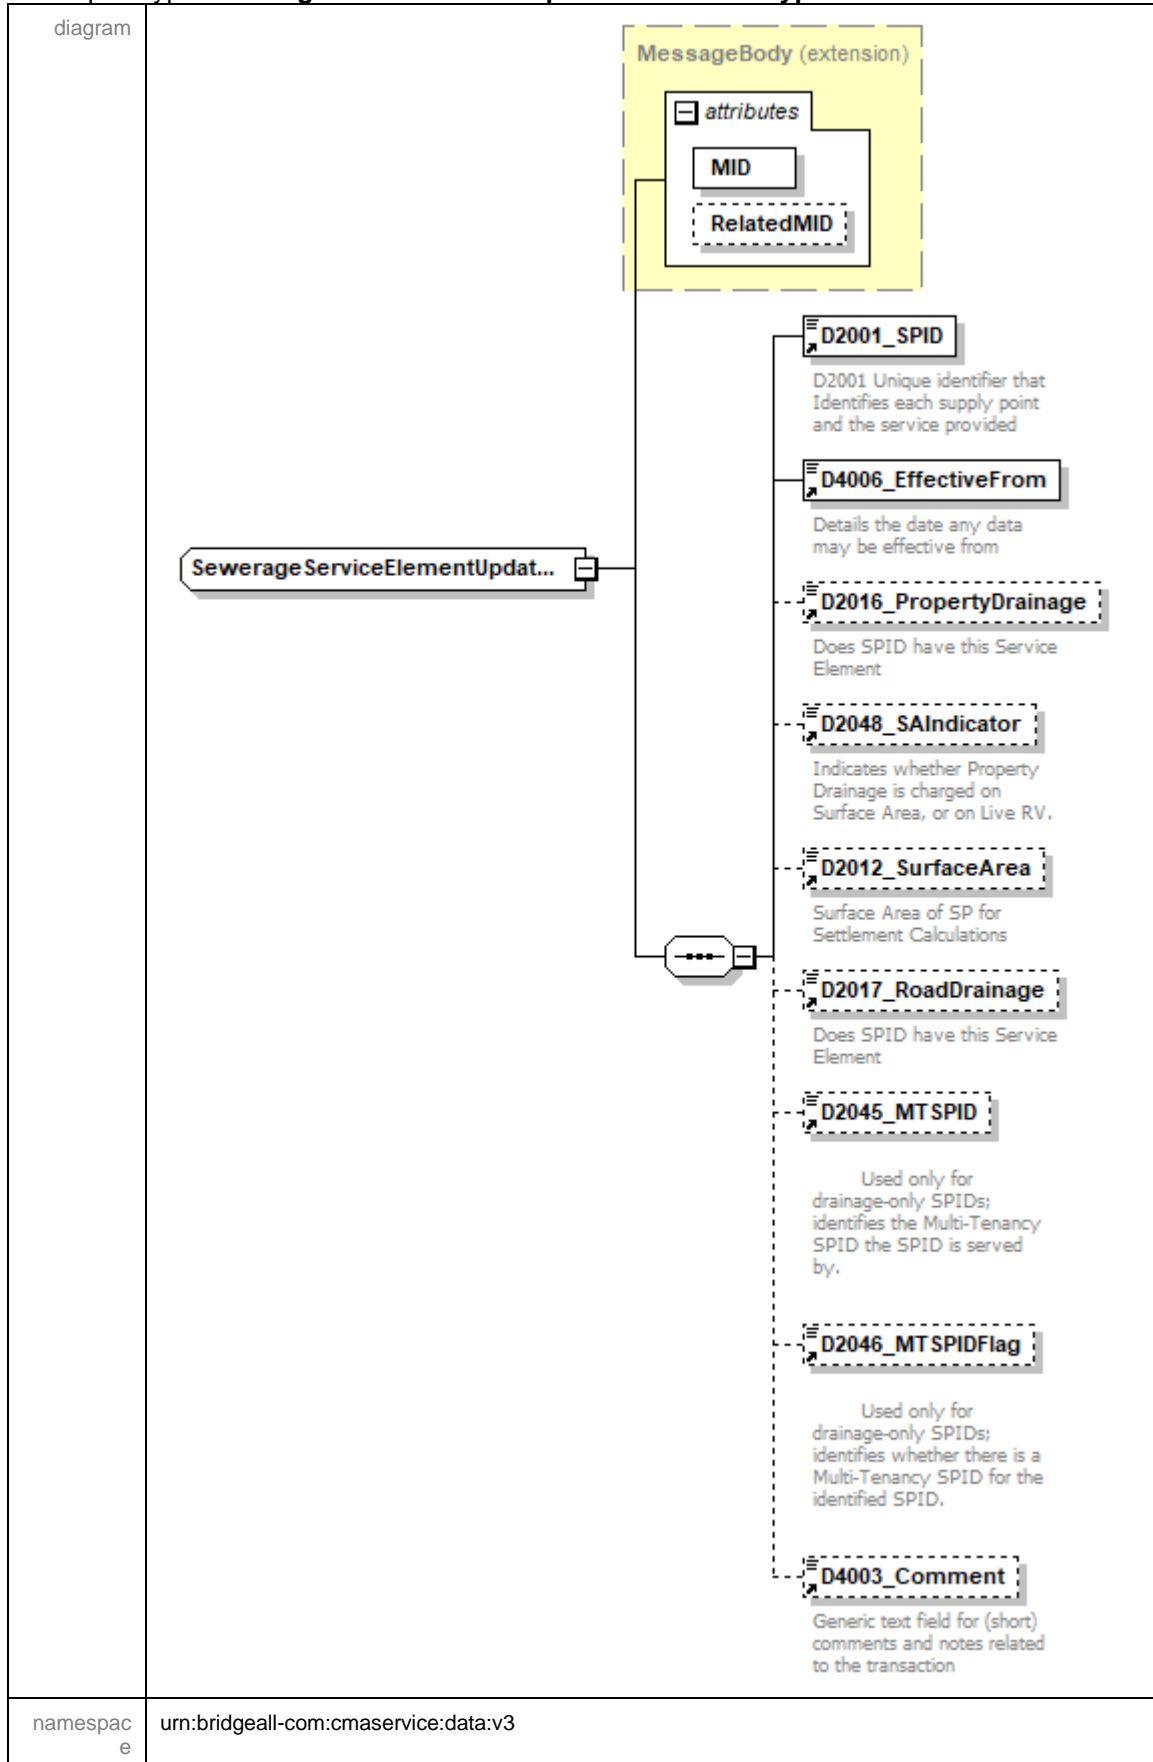 diagram
MessageBody (extension)
attributes
MID
RelatedMID
D2001_SPID
D2001 Unique identifier that
Identifies each supply point
and the service provided
D4006_EffectiveFrom
Details the date any data
may be effective from
SewerageServiceElementUpdat...
D2016_PropertyDrainage
Does SPID have this Service
Element
D2048_SAIndicator
Indicates whether Property
Drainage is charged on
Surface Area, or on Live RV.
D2012_SurfaceArea
Surface Area of SP for
Settlement Calculations
D2017_RoadDrainage
Does SPID have this Service
Element
D2045_MTSPID
Used only for
drainage-only SPIDs;
identifies the Multi-Tenancy
SPID the SPID is served
by.
D2046_MTSPIDFlag
Used only for
drainage-only SPIDs;
identifies whether there is a
Multi-Tenancy SPID for the
identified SPID.
D4003_Comment
Generic text field for (short)
comments and notes related
to the transaction
namespac
e
urn:bridgeall-com:cmaservice:data:v3